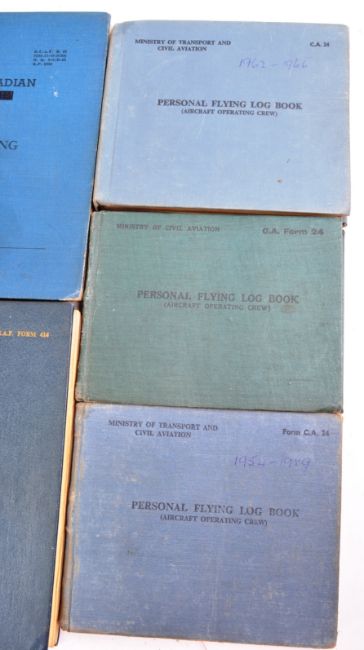 R.C.A.F.
ADIAN
NG
A.F. FORM 414
MINISTRY OF TRANSPORT AND
CIVIL AVIATION
C.A. 24
1962-1966
PERSONAL FLYING LOG BOOK
(AIRCRAFT OPERATING CREW)
MINISTRY OF CIVIL AVIATION
C.A. Form 24
PERSONAL FLYING LOG BOOK
(AIRCRAFT OPERATING CREW)
MINISTRY OF TRANSPORT AND
CIVIL AVIATION
Form C.A. 24
PERSONAL FLYING LOG BOOK
(AIRCRAFT OPERATING CREW)